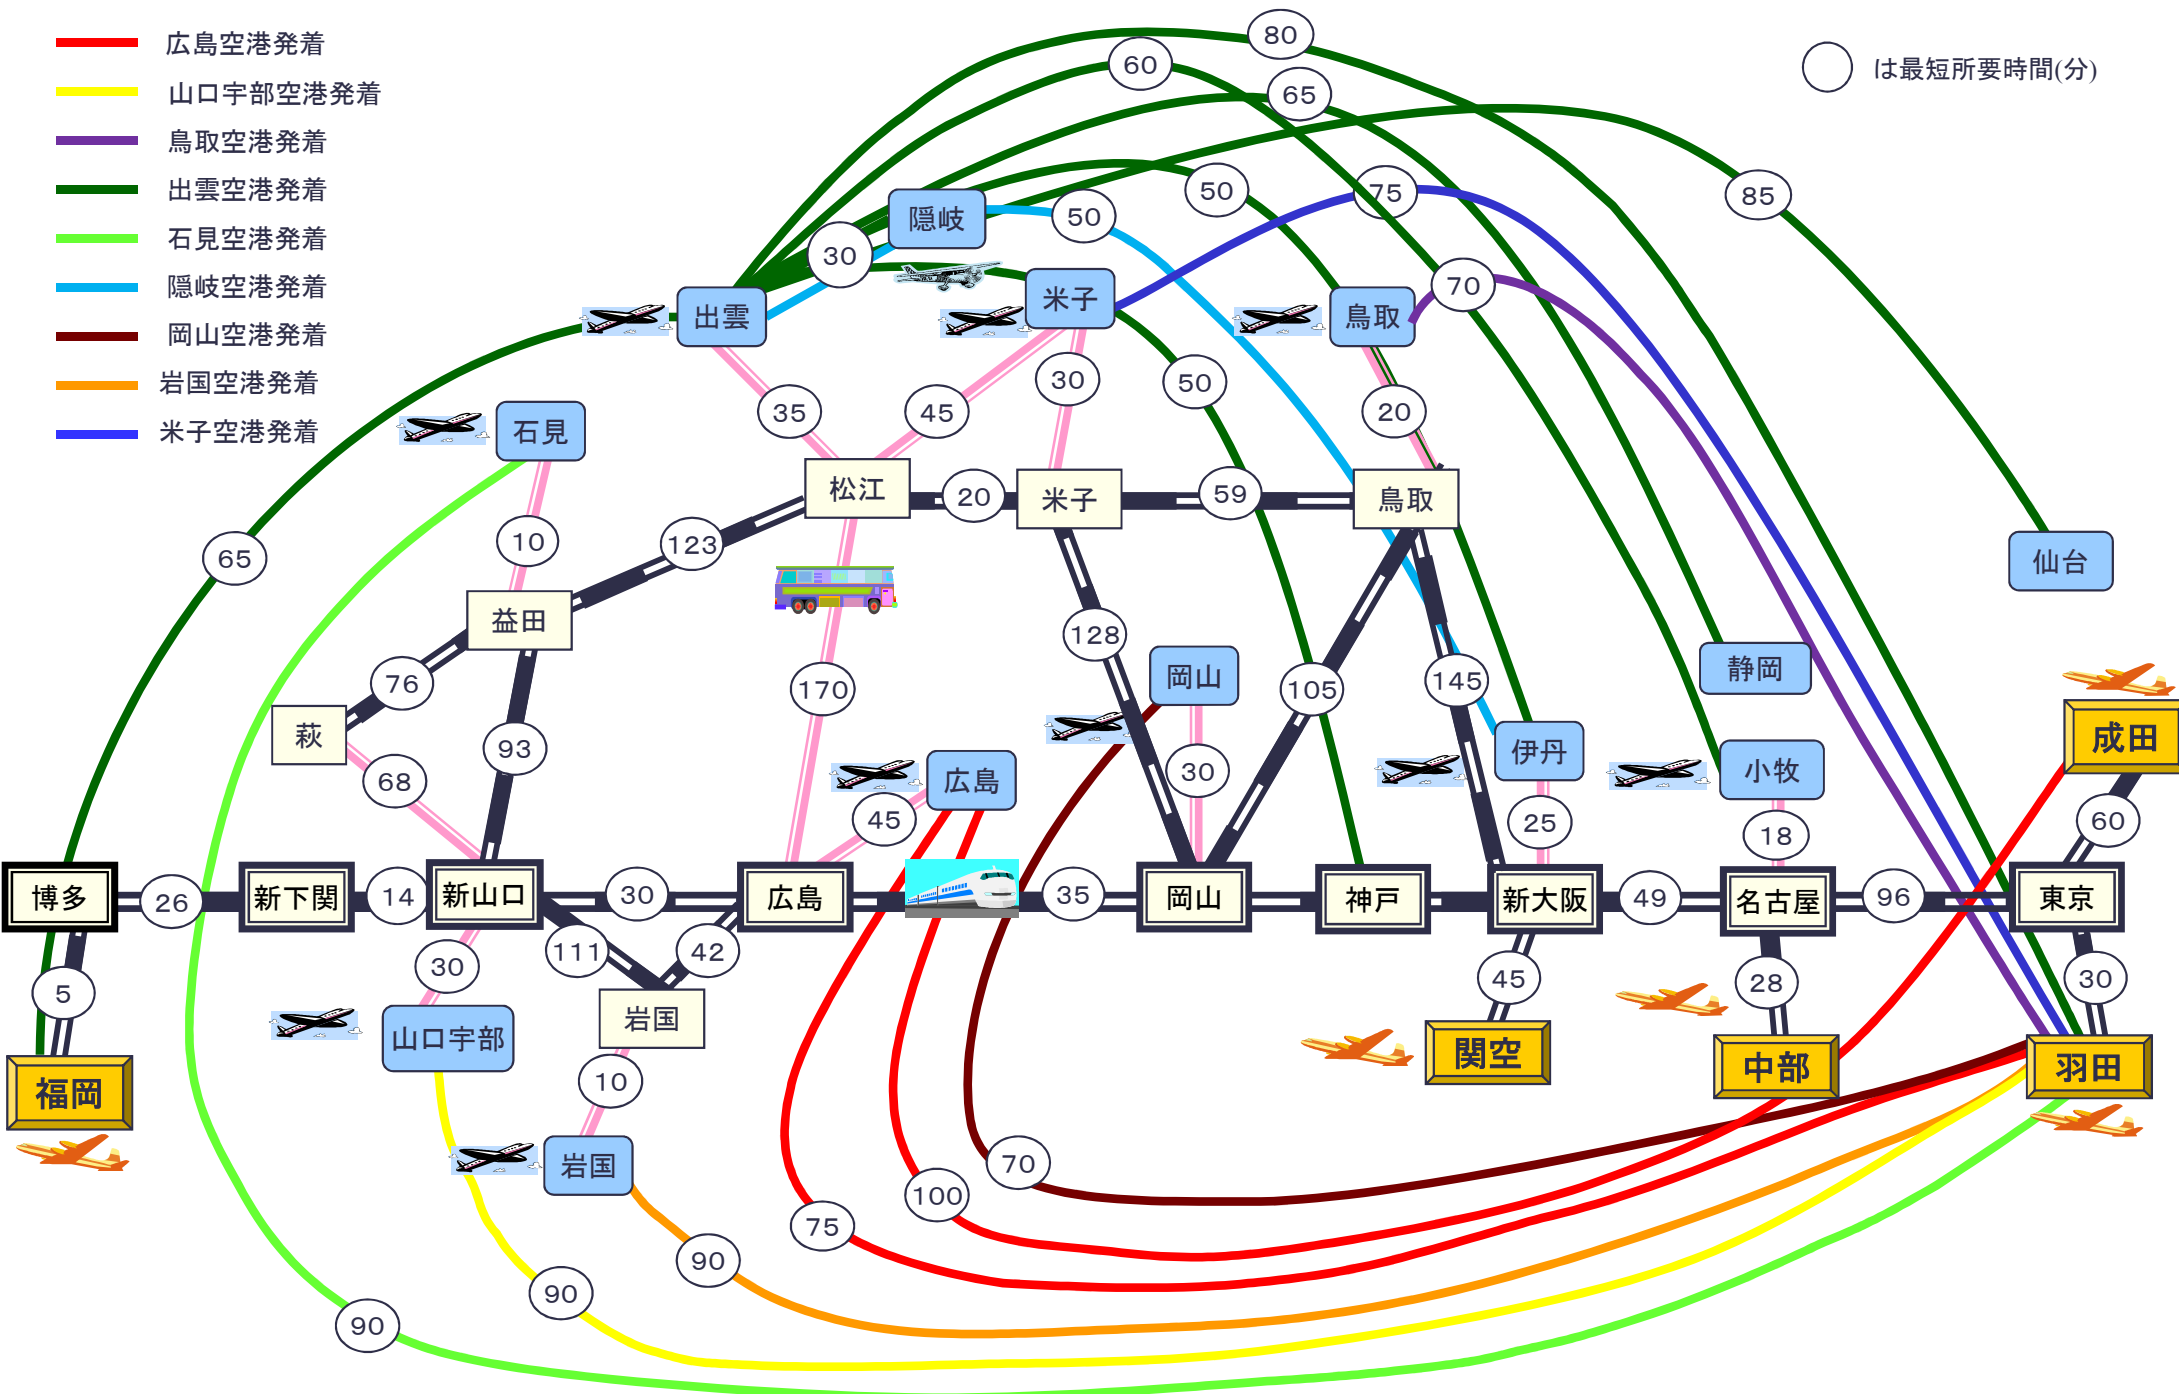 広島空港発着
山口宇部空港発着
鳥取空港発着
出雲空港発着
石見空港発着
隠岐空港発着
岡山空港発着
岩国空港発着
米子空港発着
は最短所要時間(分)
80
60
65
85
50
75
隠岐
50
30
70
米子
出雲
鳥取
石見
30
50
35
45
20
松江
20
米子
59
鳥取
10
123
65
仙台
益田
128
76
岡山
静岡
170
105
145
萩
93
成田
伊丹
68
30
広島
小牧
45
25
18
60
博多
26
新下関
14
新山口
30
広島
35
岡山
神戸
新大阪
49
名古屋
96
東京
111
42
5
30
45
28
30
岩国
山口宇部
関空
中部
羽田
福岡
10
岩国
70
100
75
90
90
90